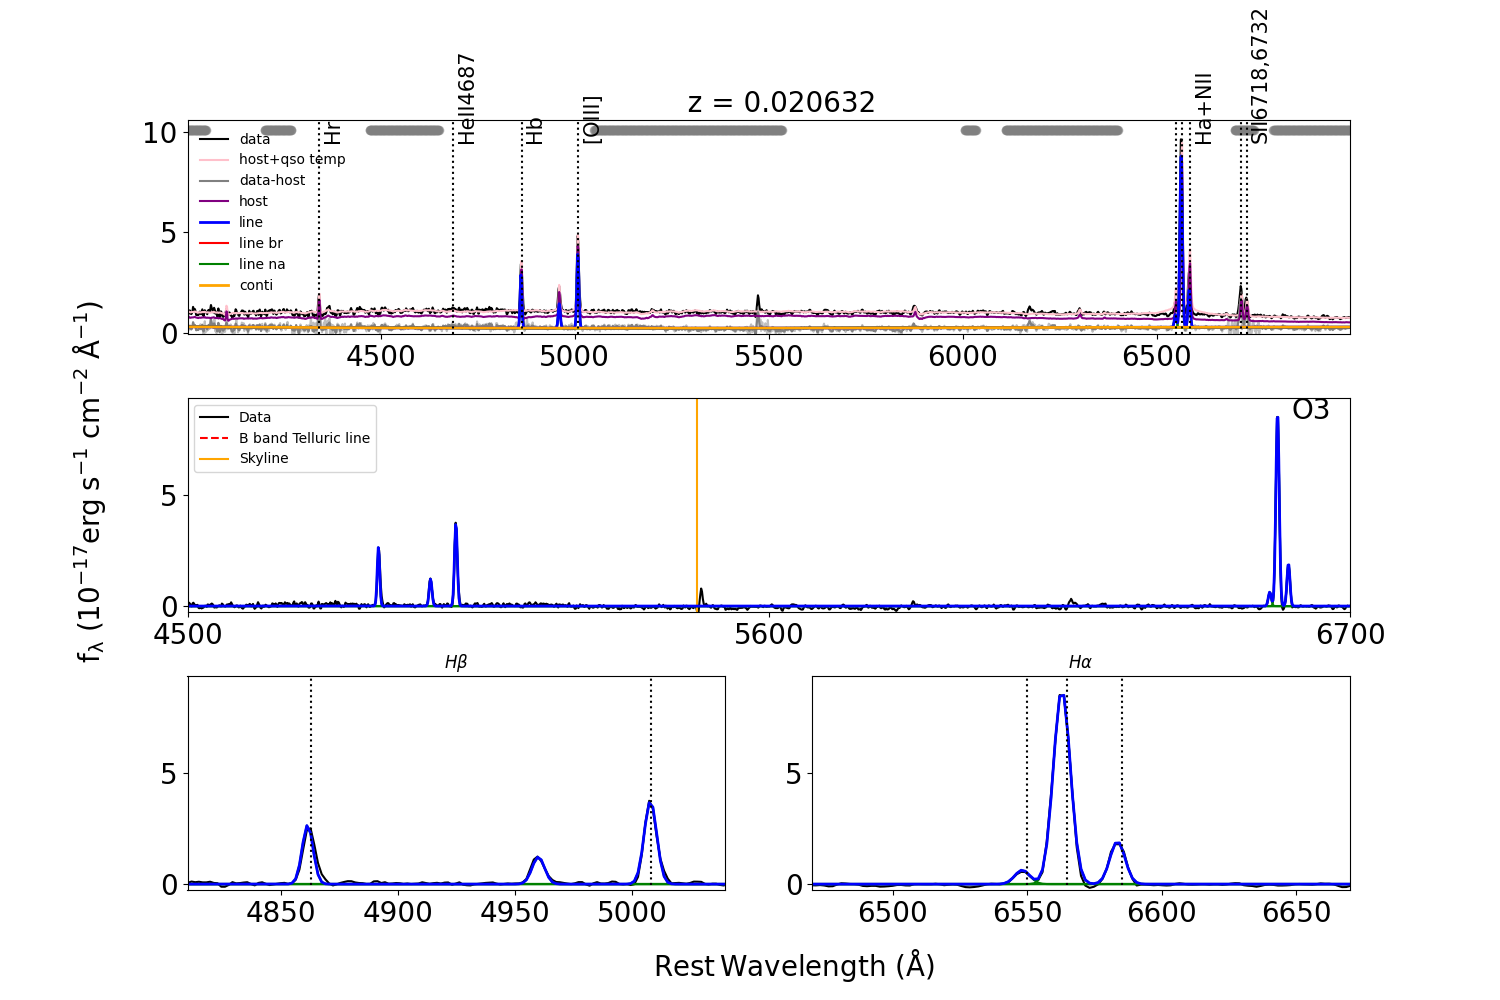 z = 0.020632
Hr
HeII4687
Hb
[OIII]
Ha+NII
SII6718,6732
data
host+qso temp
data-host
host
line
line br
line na
conti
10
5
0
4500 5000 5500 6000 6500
Data
B band Telluric line
Skyline
O3
5
0
4500 5600 6700
fλ (10⁻¹⁷erg s⁻¹ cm⁻² Å⁻¹)
Hβ
5
0
4850 4900 4950 5000
Hα
5
0
6500 6550 6600 6650
Rest Wavelength (Å)